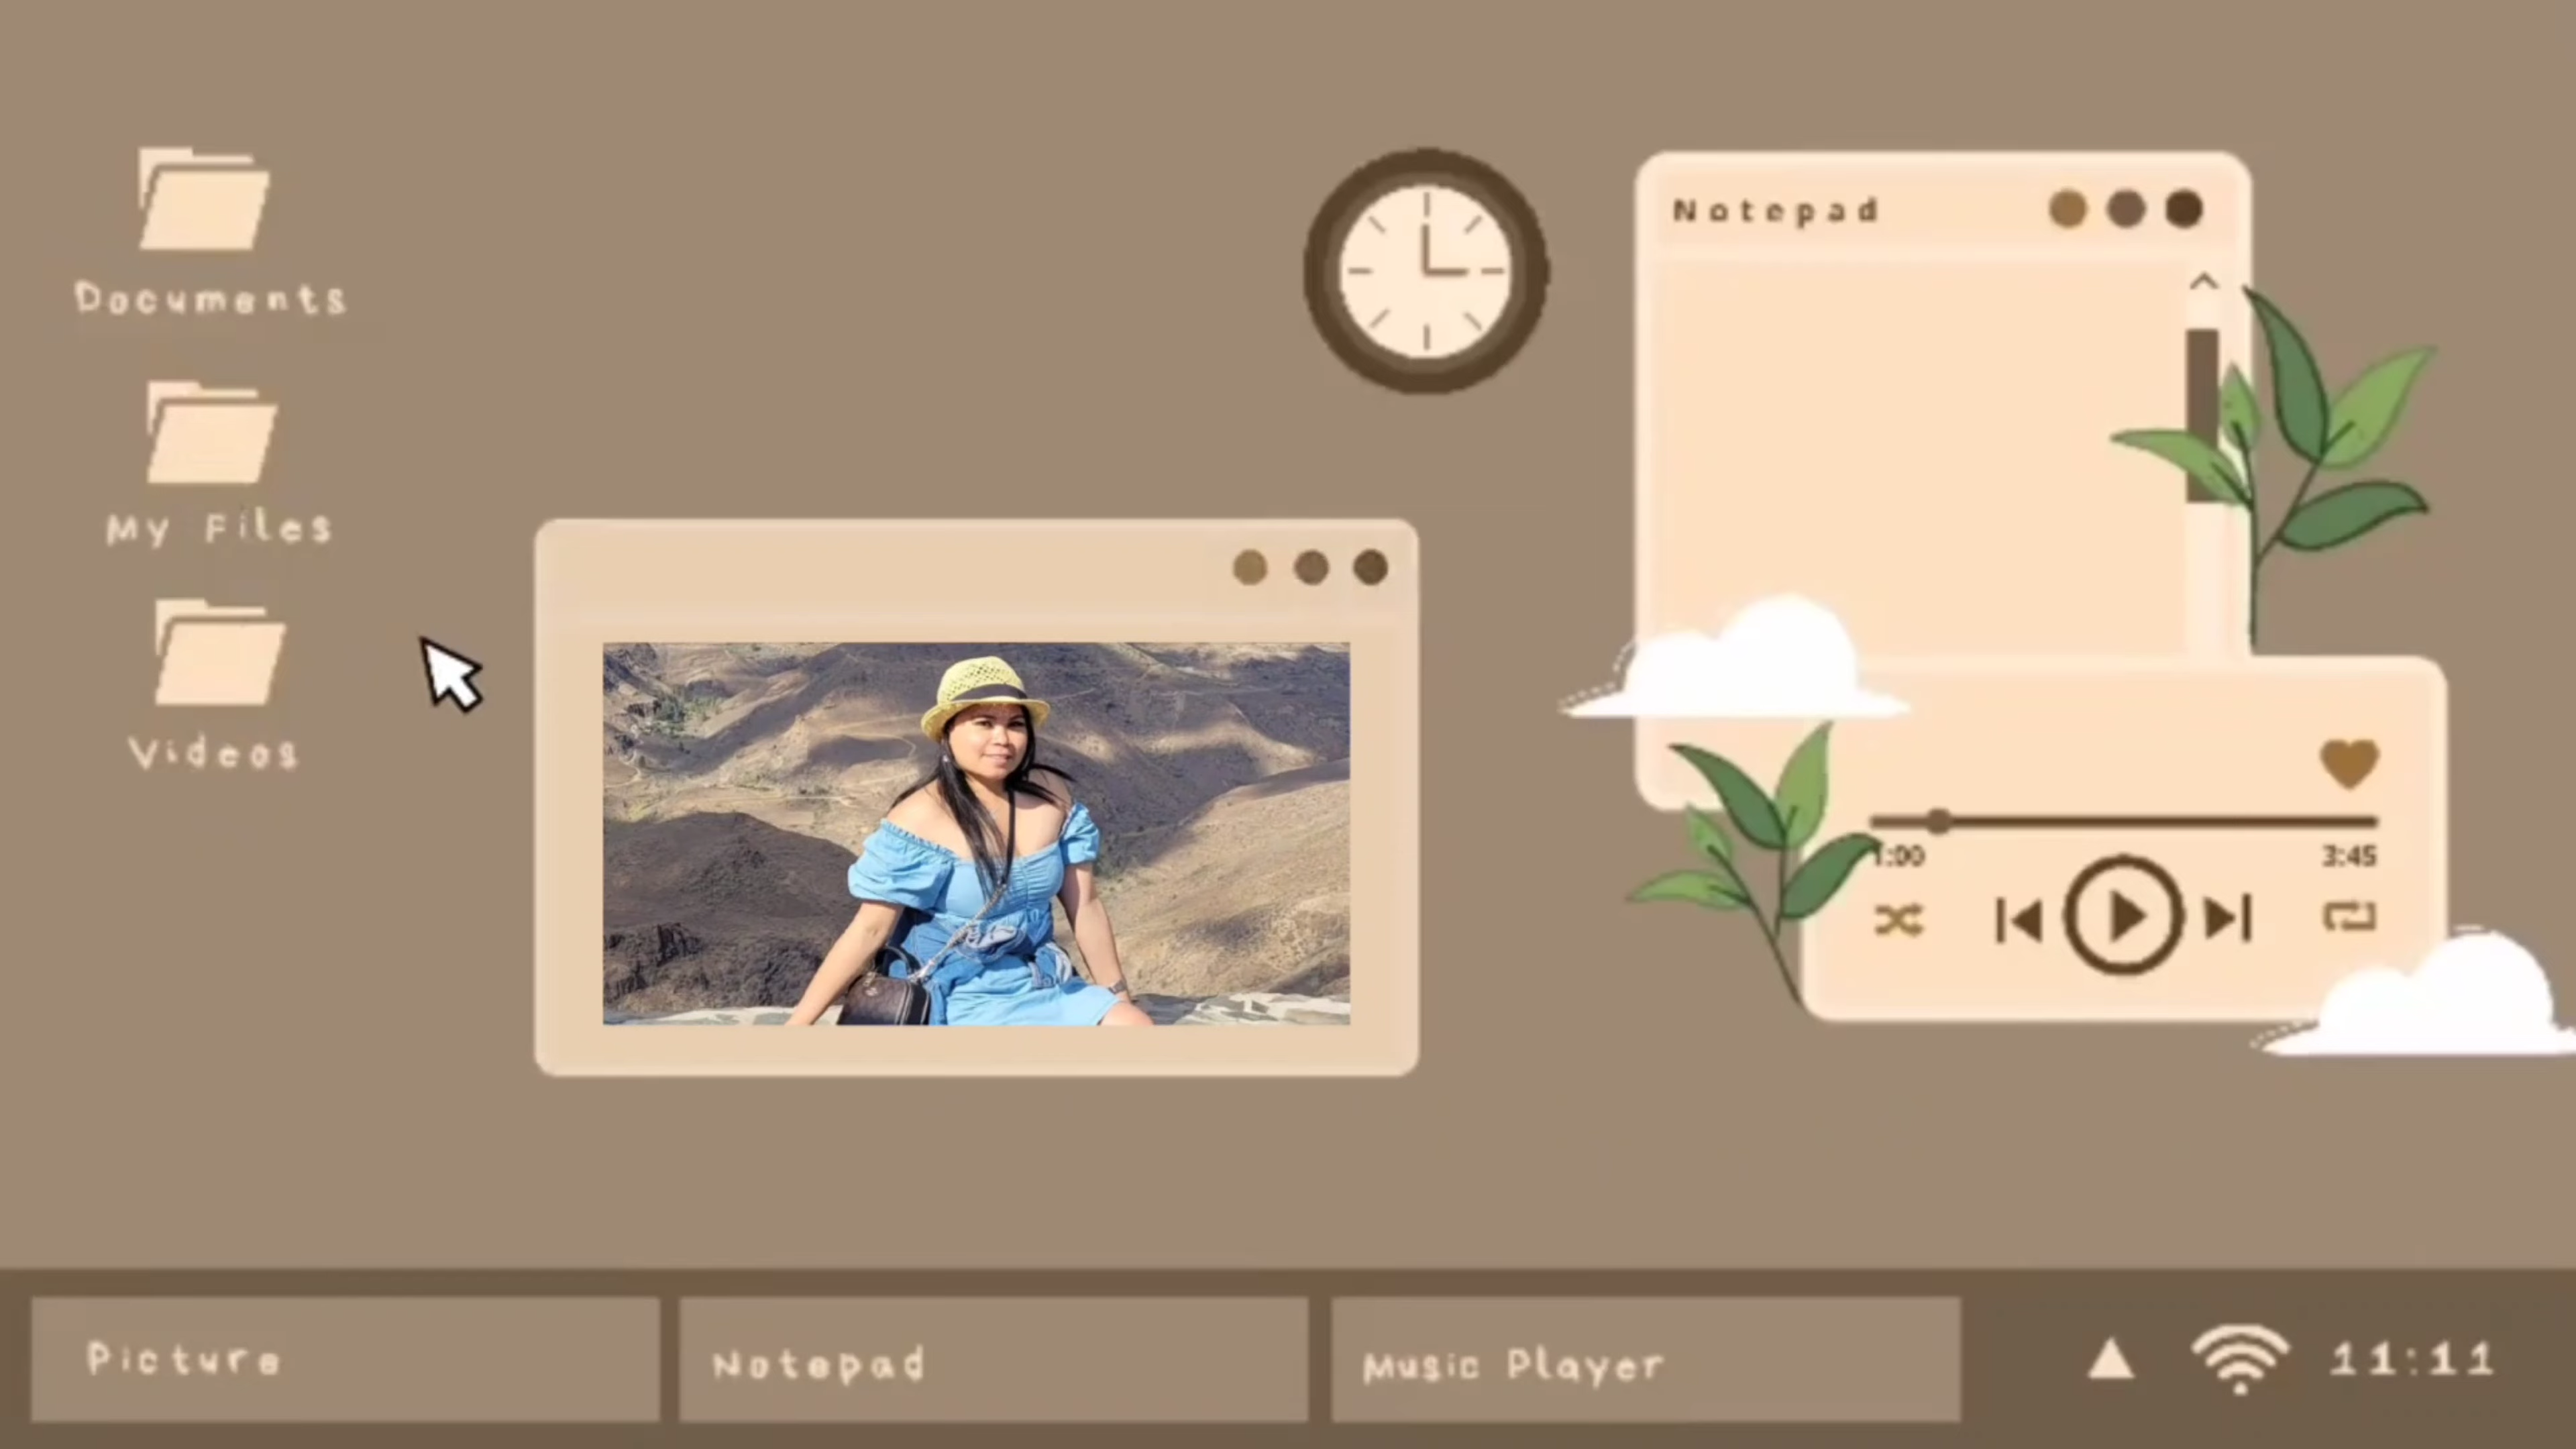 Documents
My Files
Videos
Notepad
1:00
3:45
Picture
Notepad
Music Player
11:11